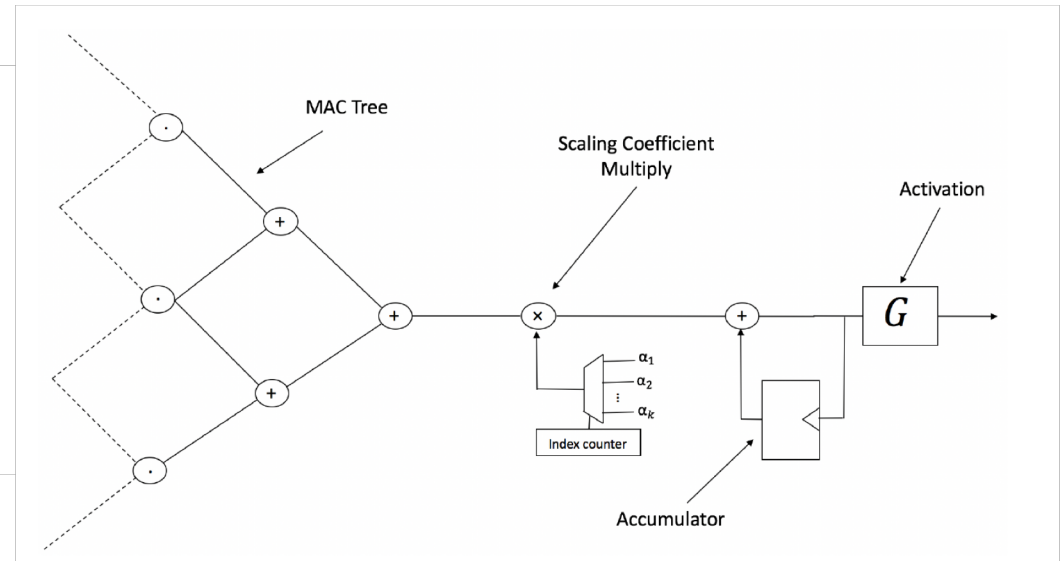 MAC Tree
Scaling Coefficient
Multiply
Activation
·
+
·
+
+
×
+
G
α1
α2
⋮
αk
Index counter
·
Accumulator